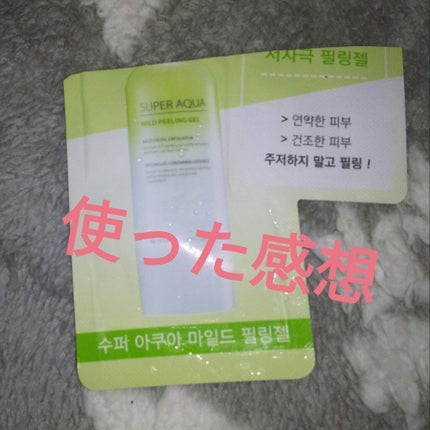 저자극 필링젤
SUPER AQUA
MILD PEELING GEL
> 연약한 피부
> 건조한 피부
주저하지 말고 필링 !
使った感想
수퍼 아쿠아 마일드 필링젤